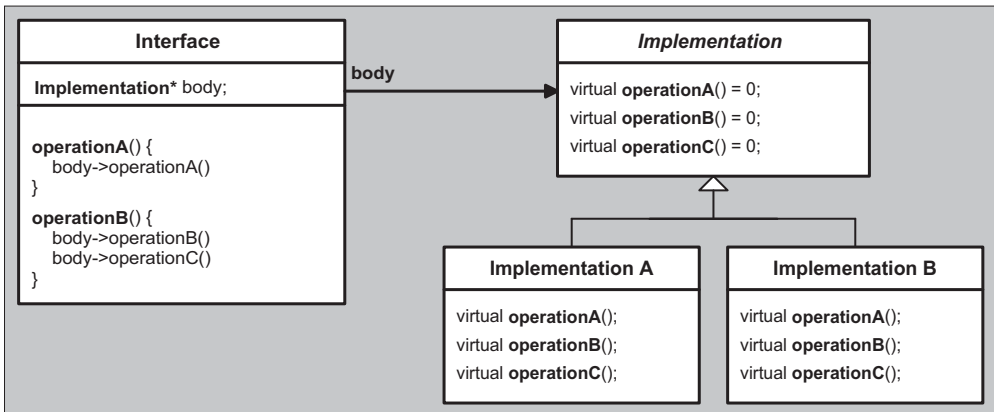 Interface
Implementation* body;
operationA() {
body->operationA()
}
operationB() {
body->operationB()
body->operationC()
}
body
Implementation
virtual operationA() = 0;
virtual operationB() = 0;
virtual operationC() = 0;
Implementation A
virtual operationA();
virtual operationB();
virtual operationC();
Implementation B
virtual operationA();
virtual operationB();
virtual operationC();